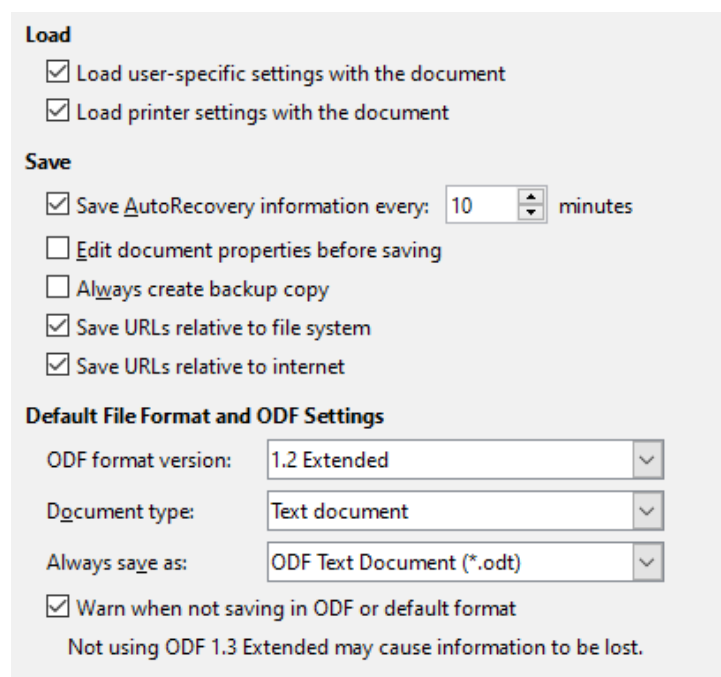 Load
Load user-specific settings with the document
Load printer settings with the document
Save
Save AutoRecovery information every: 10 minutes
Edit document properties before saving
Always create backup copy
Save URLs relative to file system
Save URLs relative to internet
Default File Format and ODF Settings
ODF format version: 1.2 Extended
Document type: Text document
Always save as: ODF Text Document (*.odt)
Warn when not saving in ODF or default format
Not using ODF 1.3 Extended may cause information to be lost.